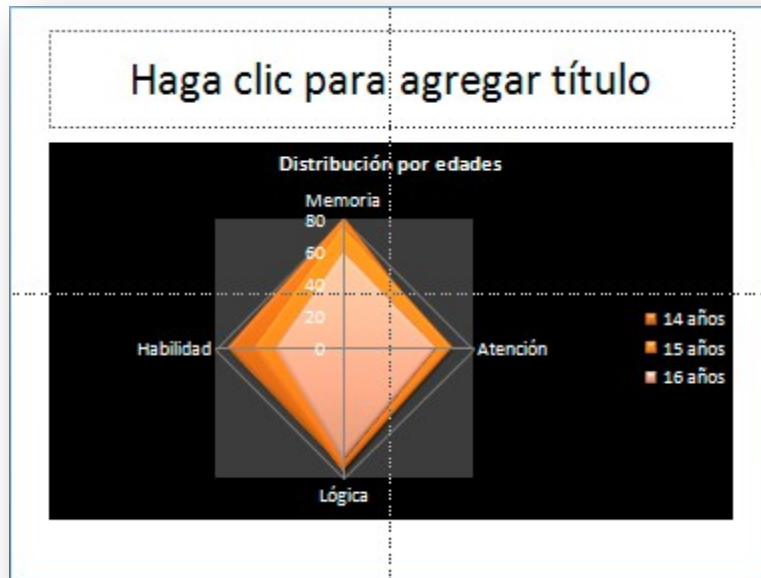 Haga clic para agregar título
Distribución por edades
Memoria
80
60
40
20
0
Habilidad
Atención
Lógica
14 años
15 años
16 años